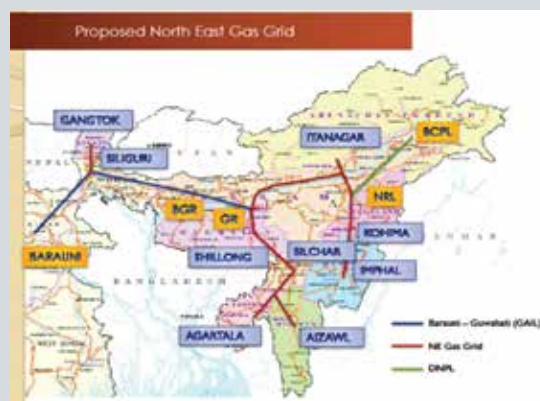 Proposed North East Gas Grid
GANGTOK
ITANAGAR
BCPL
SILIGURI
BGR
GR
NRL
KOHIMA
BARAUNI
SHILLONG
SILCHAR
IMPHAL
BANGLADESH
AGARTALA
AIZAWL
Barauni – Guwahati (GAIL)
NE Gas Grid
DNPL